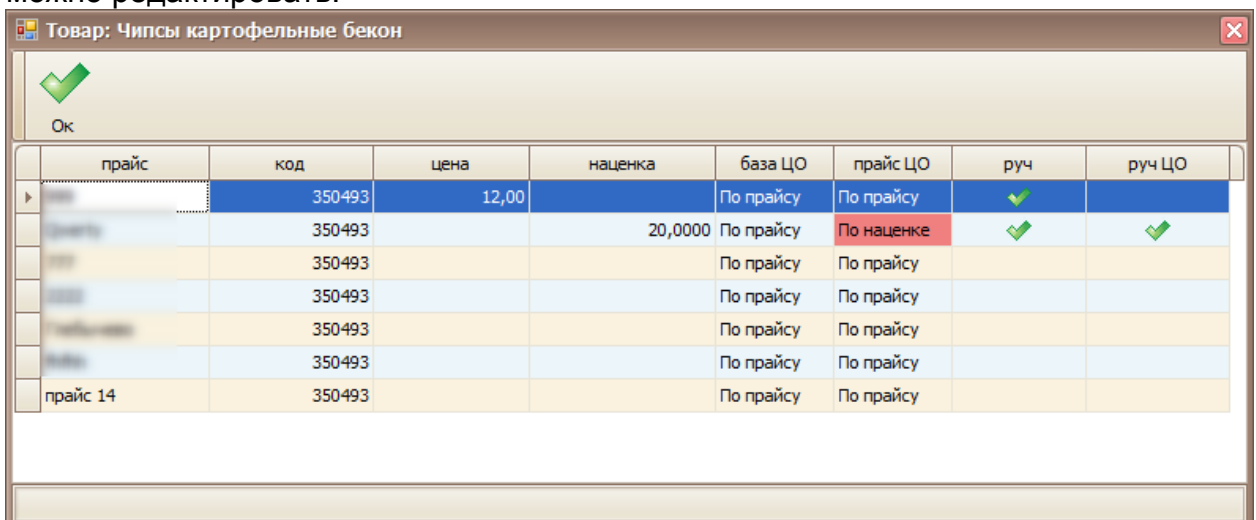 можно редактировать.
Товар: Чипсы картофельные бекон
Ок
прайс код цена наценка база ЦО прайс ЦО руч руч ЦО
350493 12,00 По прайсу По прайсу
350493 20,0000 По прайсу По наценке
350493 По прайсу По прайсу
350493 По прайсу По прайсу
350493 По прайсу По прайсу
350493 По прайсу По прайсу
прайс 14 350493 По прайсу По прайсу